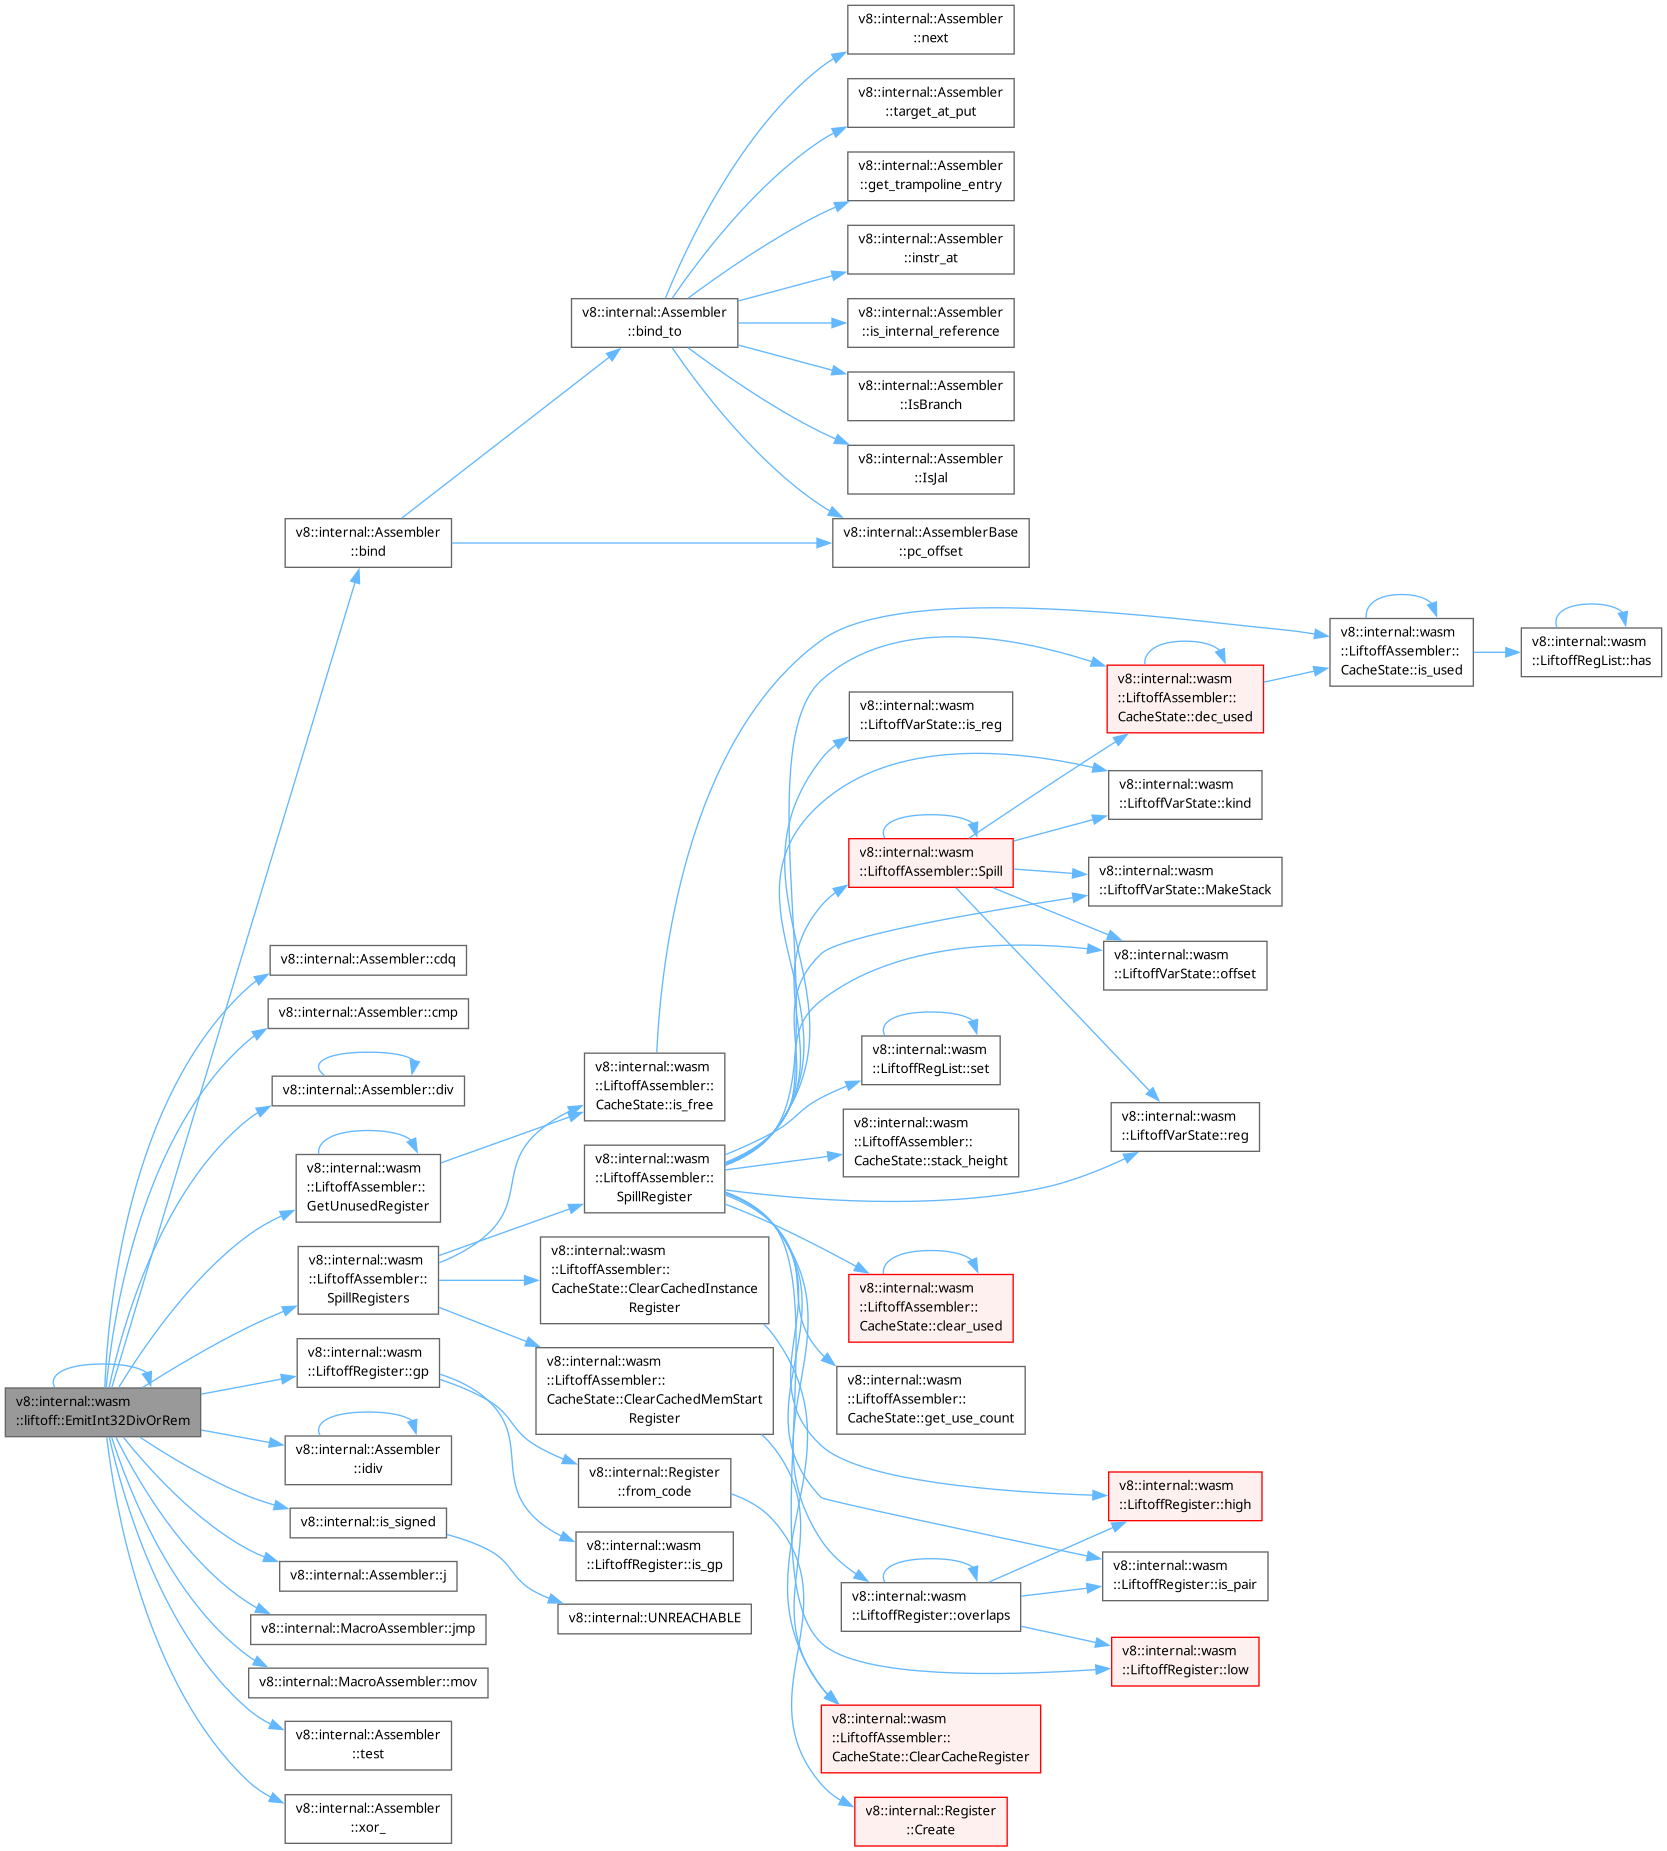 v8::internal::Assembler
::next
v8::internal::Assembler
::target_at_put
v8::internal::Assembler
::get_trampoline_entry
v8::internal::Assembler
::instr_at
v8::internal::Assembler
::bind_to
v8::internal::Assembler
::is_internal_reference
v8::internal::Assembler
::IsBranch
v8::internal::Assembler
::IsJal
v8::internal::Assembler
::bind
v8::internal::AssemblerBase
::pc_offset
v8::internal::wasm
::LiftoffAssembler::
CacheState::is_used
v8::internal::wasm
::LiftoffRegList::has
v8::internal::wasm
::LiftoffAssembler::
CacheState::dec_used
v8::internal::wasm
::LiftoffVarState::is_reg
v8::internal::wasm
::LiftoffVarState::kind
v8::internal::wasm
::LiftoffAssembler::Spill
v8::internal::wasm
::LiftoffVarState::MakeStack
v8::internal::wasm
::LiftoffVarState::offset
v8::internal::Assembler::cdq
v8::internal::Assembler::cmp
v8::internal::wasm
::LiftoffRegList::set
v8::internal::Assembler::div
v8::internal::wasm
::LiftoffAssembler::
CacheState::is_free
v8::internal::wasm
::LiftoffVarState::reg
v8::internal::wasm
::LiftoffAssembler::
CacheState::stack_height
v8::internal::wasm
::LiftoffAssembler::
GetUnusedRegister
v8::internal::wasm
::LiftoffAssembler::
SpillRegister
v8::internal::wasm
::LiftoffAssembler::
SpillRegisters
v8::internal::wasm
::LiftoffAssembler::
CacheState::ClearCachedInstance
Register
v8::internal::wasm
::LiftoffAssembler::
CacheState::clear_used
v8::internal::wasm
::LiftoffRegister::gp
v8::internal::wasm
::LiftoffAssembler::
CacheState::ClearCachedMemStart
Register
v8::internal::wasm
::LiftoffAssembler::
CacheState::get_use_count
v8::internal::wasm
::liftoff::EmitInt32DivOrRem
v8::internal::Assembler
::idiv
v8::internal::Register
::from_code
v8::internal::wasm
::LiftoffRegister::high
v8::internal::is_signed
v8::internal::wasm
::LiftoffRegister::is_gp
v8::internal::wasm
::LiftoffRegister::is_pair
v8::internal::Assembler::j
v8::internal::wasm
::LiftoffRegister::overlaps
v8::internal::UNREACHABLE
v8::internal::MacroAssembler::jmp
v8::internal::wasm
::LiftoffRegister::low
v8::internal::MacroAssembler::mov
v8::internal::wasm
::LiftoffAssembler::
CacheState::ClearCacheRegister
v8::internal::Assembler
::test
v8::internal::Assembler
::xor_
v8::internal::Register
::Create